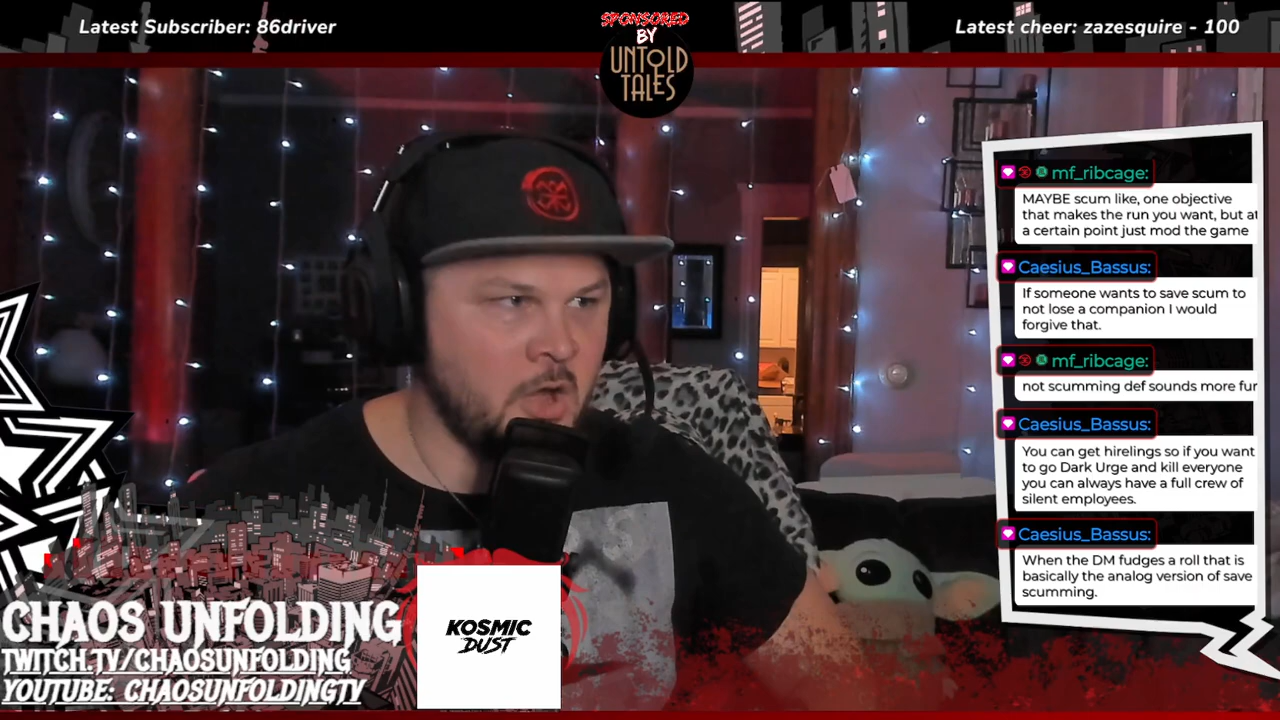 Latest Subscriber: 86driver
SPONSORED
BY
UNTOLD
TALES
Latest cheer: zazesquire - 100
mf_ribcage:
MAYBE scum like, one objective
that makes the run you want, but at
a certain point just mod the game
Caesius_Bassus:
If someone wants to save scum to
not lose a companion I would
forgive that.
mf_ribcage:
not scumming def sounds more fun
Caesius_Bassus:
You can get hirelings so if you want
to go Dark Urge and kill everyone
you can always have a full crew of
silent employees.
Caesius_Bassus:
When the DM fudges a roll that is
basically the analog version of save
scumming.
CHAOS UNFOLDING
TWITCH.TV/CHAOSUNFOLDING
YOUTUBE: CHAOSUNFOLDINGTV
KOSMIC
DUST